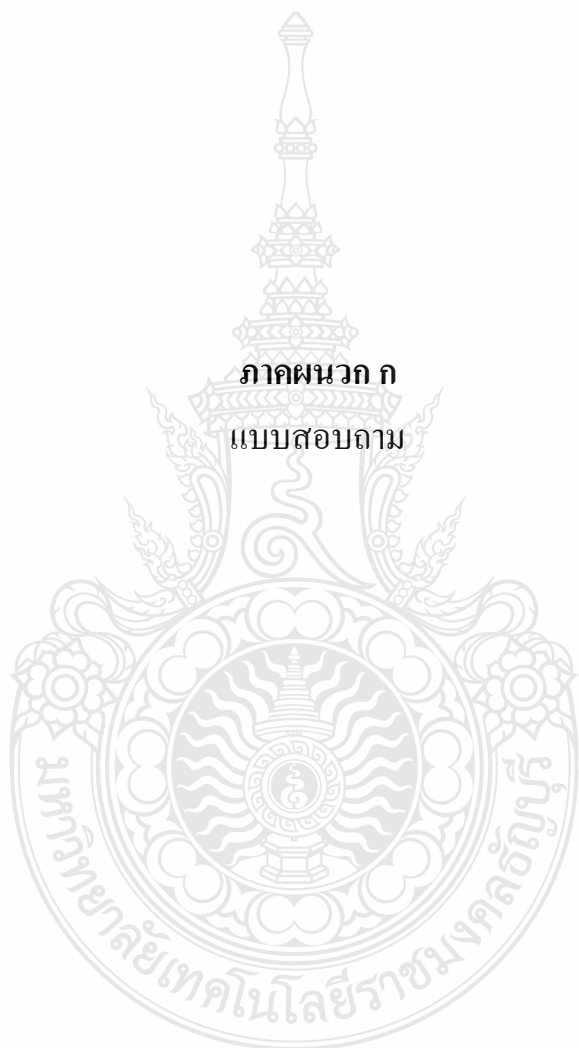 ภาคผนวก ก
แบบสอบถาม
มหาวิทยาลัยเทคโนโลยีราชมงคลธัญบุรี